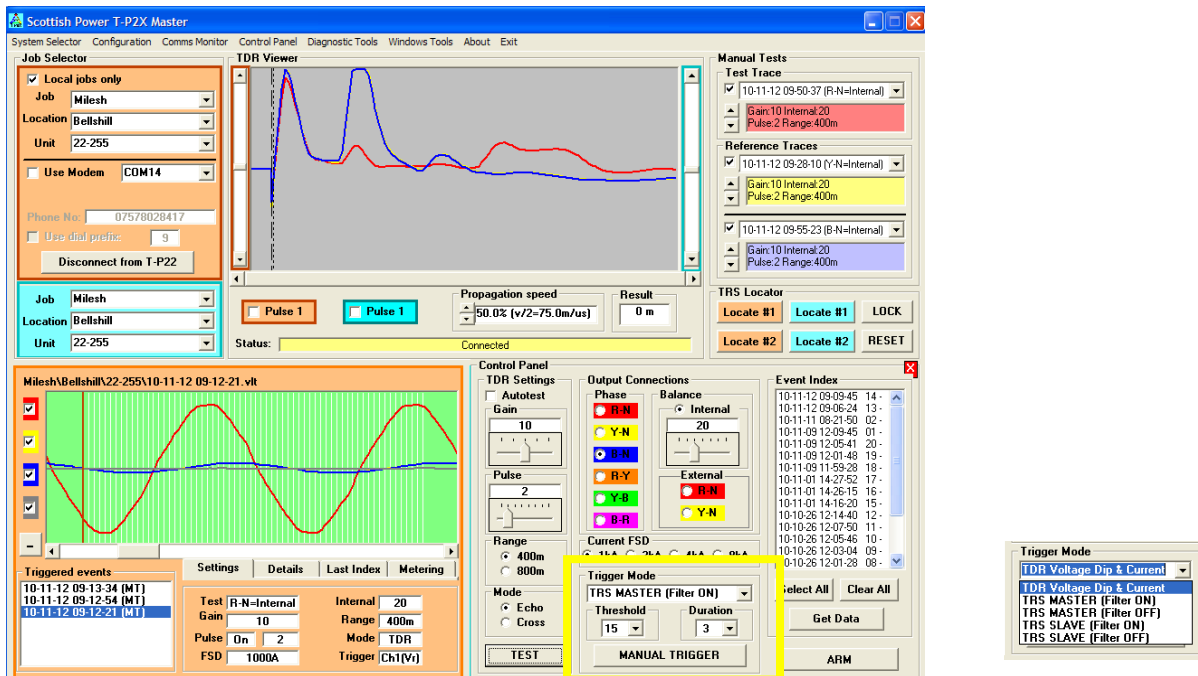 Scottish Power T-P2X Master
System Selector Configuration Comms Monitor Control Panel Diagnostic Tools Windows Tools About Exit
Job Selector
Local jobs only
Job Milesh
Location Bellshill
Unit 22-255
Use Modem COM14
Phone No: 07578028417
Use dial prefix: 9
Disconnect from T-P22
Job Milesh
Location Bellshill
Unit 22-255
TDR Viewer
Pulse 1
Pulse 1
Propagation speed
50.0% (v/2=75.0m/us)
Result
0 m
Status: Connected
Manual Tests
Test Trace
10-11-12 09-50-37 (R-N=Internal)
Gain:10 Internal:20
Pulse:2 Range:400m
Reference Traces
10-11-12 09-28-10 (Y-N=Internal)
Gain:10 Internal:20
Pulse:2 Range:400m
10-11-12 09-55-23 (B-N=Internal)
Gain:10 Internal:20
Pulse:2 Range:400m
TRS Locator
Locate #1 Locate #1 LOCK
Locate #2 Locate #2 RESET
Milesh\Bellshill\22-255\10-11-12 09-12-21.vlt
Triggered events
10-11-12 09-13-34 (MT)
10-11-12 09-12-54 (MT)
10-11-12 09-12-21 (MT)
Settings Details Last Index Metering
Test R-N=Internal Internal 20
Gain 10 Range 400m
Pulse On 2 Mode TDR
FSD 1000A Trigger Ch1(Vr)
Control Panel
TDR Settings
Autotest
Gain
10
Pulse
2
Range
400m
800m
Mode
Echo
Cross
TEST
Output Connections
Phase
R-N
Y-N
B-N
R-Y
Y-B
B-R
Balance
Internal
20
External
R-N
Y-N
Current FSD
1kA 2kA 4kA 8kA
Trigger Mode
TRS MASTER (Filter ON)
Threshold Duration
15 3
MANUAL TRIGGER
Event Index
10-11-12 09-09-45 14 -
10-11-12 09-06-24 13 -
10-11-11 08-21-50 02 -
10-11-09 12-09-45 01 -
10-11-09 12-05-41 20 -
10-11-09 12-01-48 19 -
10-11-09 11-59-28 18 -
10-11-01 14-27-52 17 -
10-11-01 14-26-15 16 -
10-11-01 14-16-20 15 -
10-10-26 12-14-40 12 -
10-10-26 12-07-50 11 -
10-10-26 12-05-46 10 -
10-10-26 12-03-04 09 -
10-10-26 12-01-28 08 -
Select All Clear All
Get Data
ARM
Trigger Mode
TDR Voltage Dip & Current
TDR Voltage Dip & Current
TRS MASTER (Filter ON)
TRS MASTER (Filter OFF)
TRS SLAVE (Filter ON)
TRS SLAVE (Filter OFF)